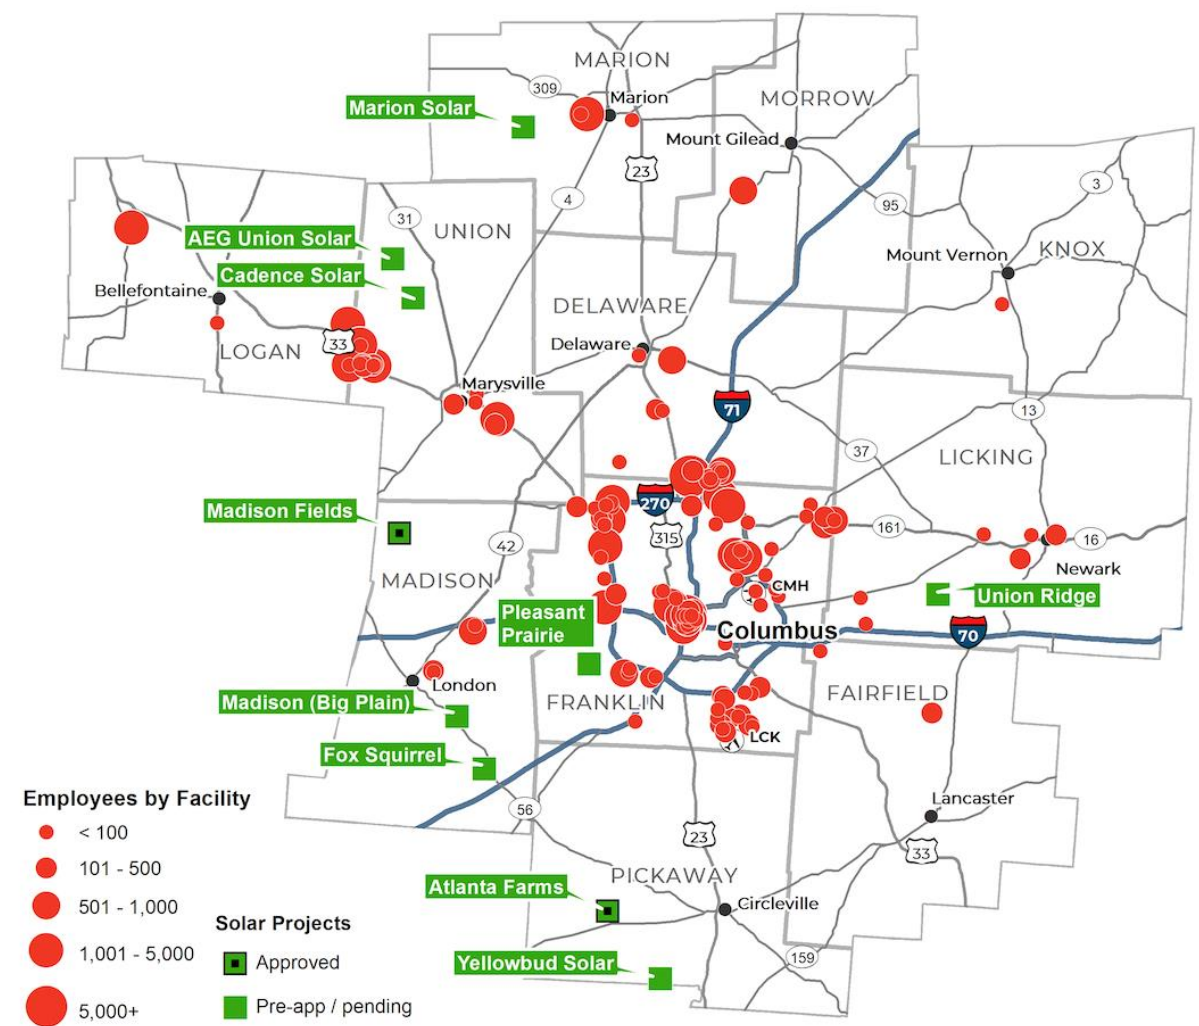 MARION
309
Marion
MORROW
Marion Solar
Mount Gilead
23
3
4
95
31
UNION
AEG Union Solar
Cadence Solar
Mount Vernon
KNOX
Bellefontaine
DELAWARE
33
LOGAN
Delaware
Marysville
71
13
37
LICKING
270
Madison Fields
315
161
42
16
Newark
MADISON
CMH
Union Ridge
Pleasant
Prairie
Columbus
70
London
FRANKLIN
FAIRFIELD
Madison (Big Plain)
LCK
Fox Squirrel
Employees by Facility
< 100
101 - 500
501 - 1,000
1,001 - 5,000
5,000+
56
Lancaster
23
33
PICKAWAY
Atlanta Farms
Circleville
Solar Projects
Approved
Pre-app / pending
159
Yellowbud Solar